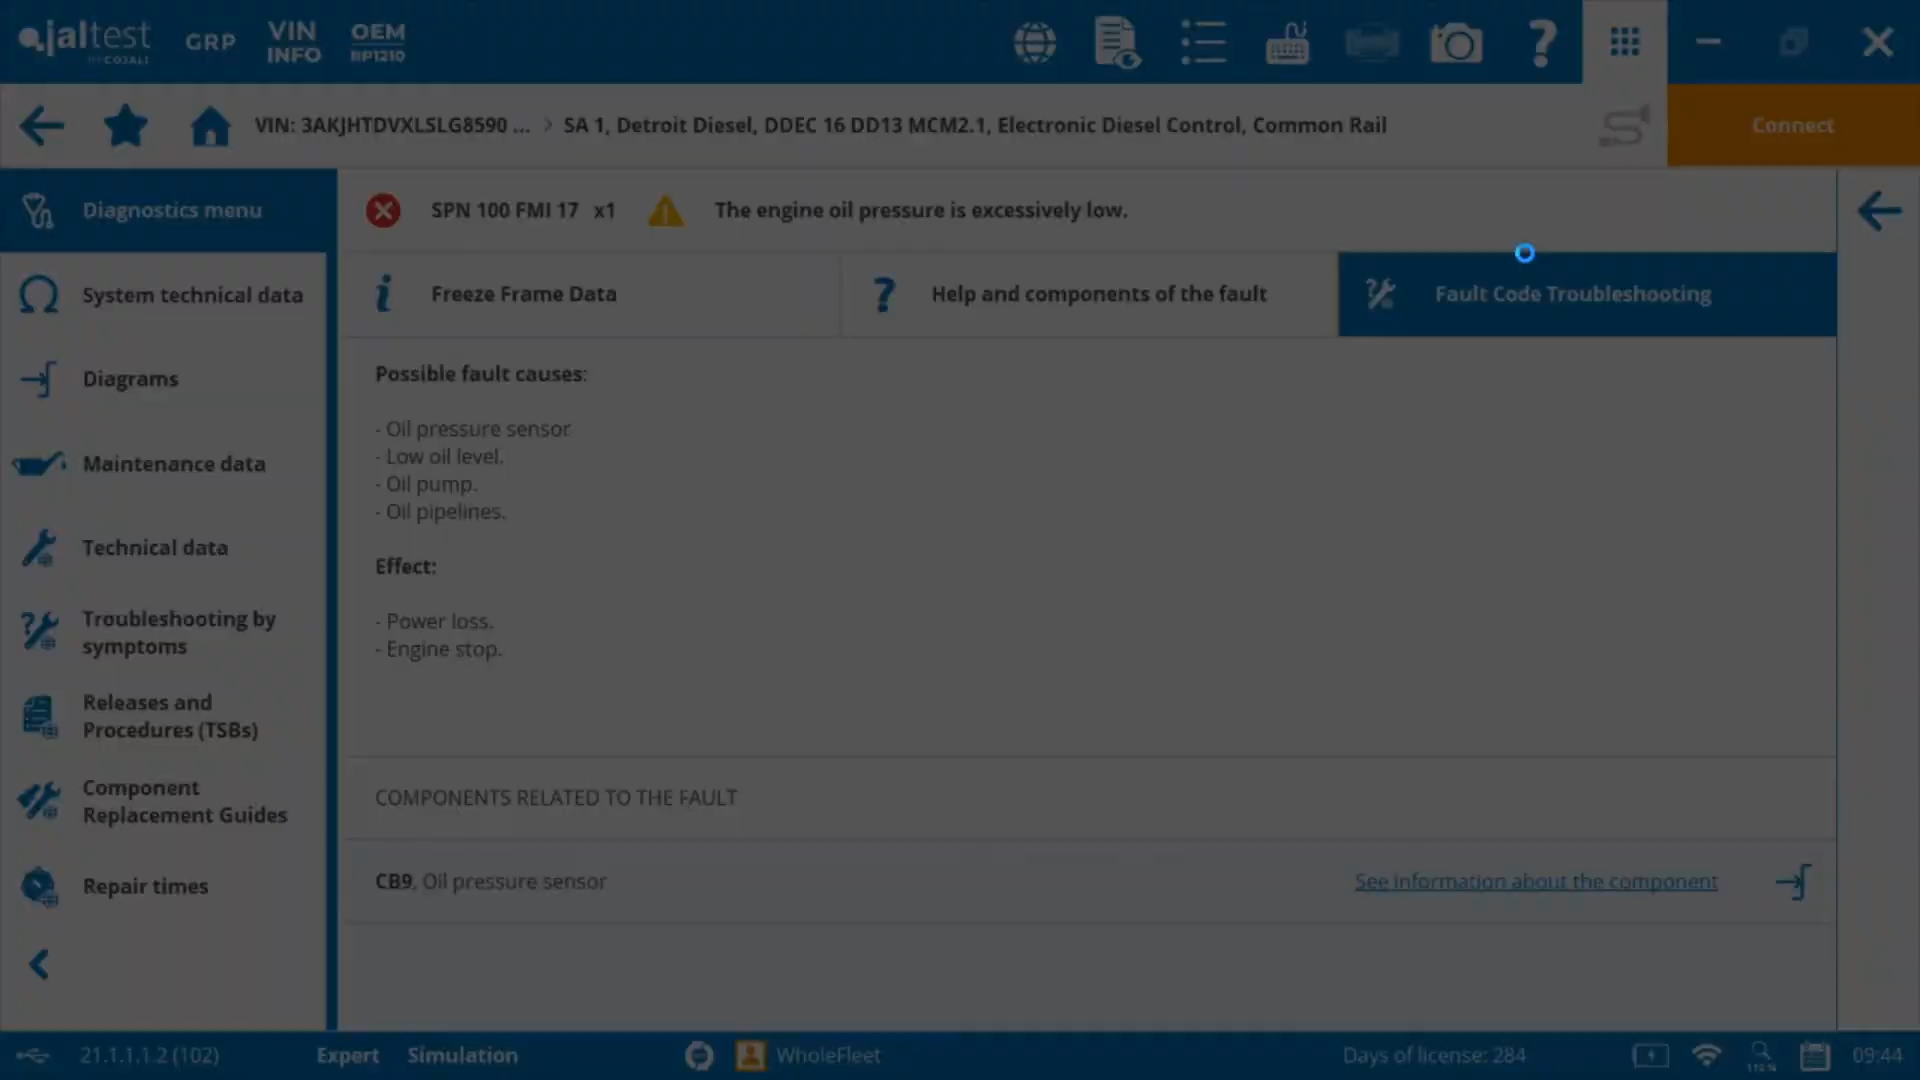 jaltest
BY COJALI
GRP
VIN
INFO
OEM
RP1210
VIN: 3AKJHTDVXLSLG8590 ... > SA 1, Detroit Diesel, DDEC 16 DD13 MCM2.1, Electronic Diesel Control, Common Rail
Connect
Diagnostics menu
SPN 100 FMI 17 x1
The engine oil pressure is excessively low.
System technical data
Freeze Frame Data
Help and components of the fault
Fault Code Troubleshooting
Diagrams
Maintenance data
Technical data
Troubleshooting by
symptoms
Releases and
Procedures (TSBs)
Component
Replacement Guides
Repair times
Possible fault causes:
- Oil pressure sensor
- Low oil level.
- Oil pump.
- Oil pipelines.
Effect:
- Power loss.
- Engine stop.
COMPONENTS RELATED TO THE FAULT
CB9, Oil pressure sensor
See information about the component
21.1.1.1.2 (102)
Expert
Simulation
WholeFleet
Days of license: 284
09:44